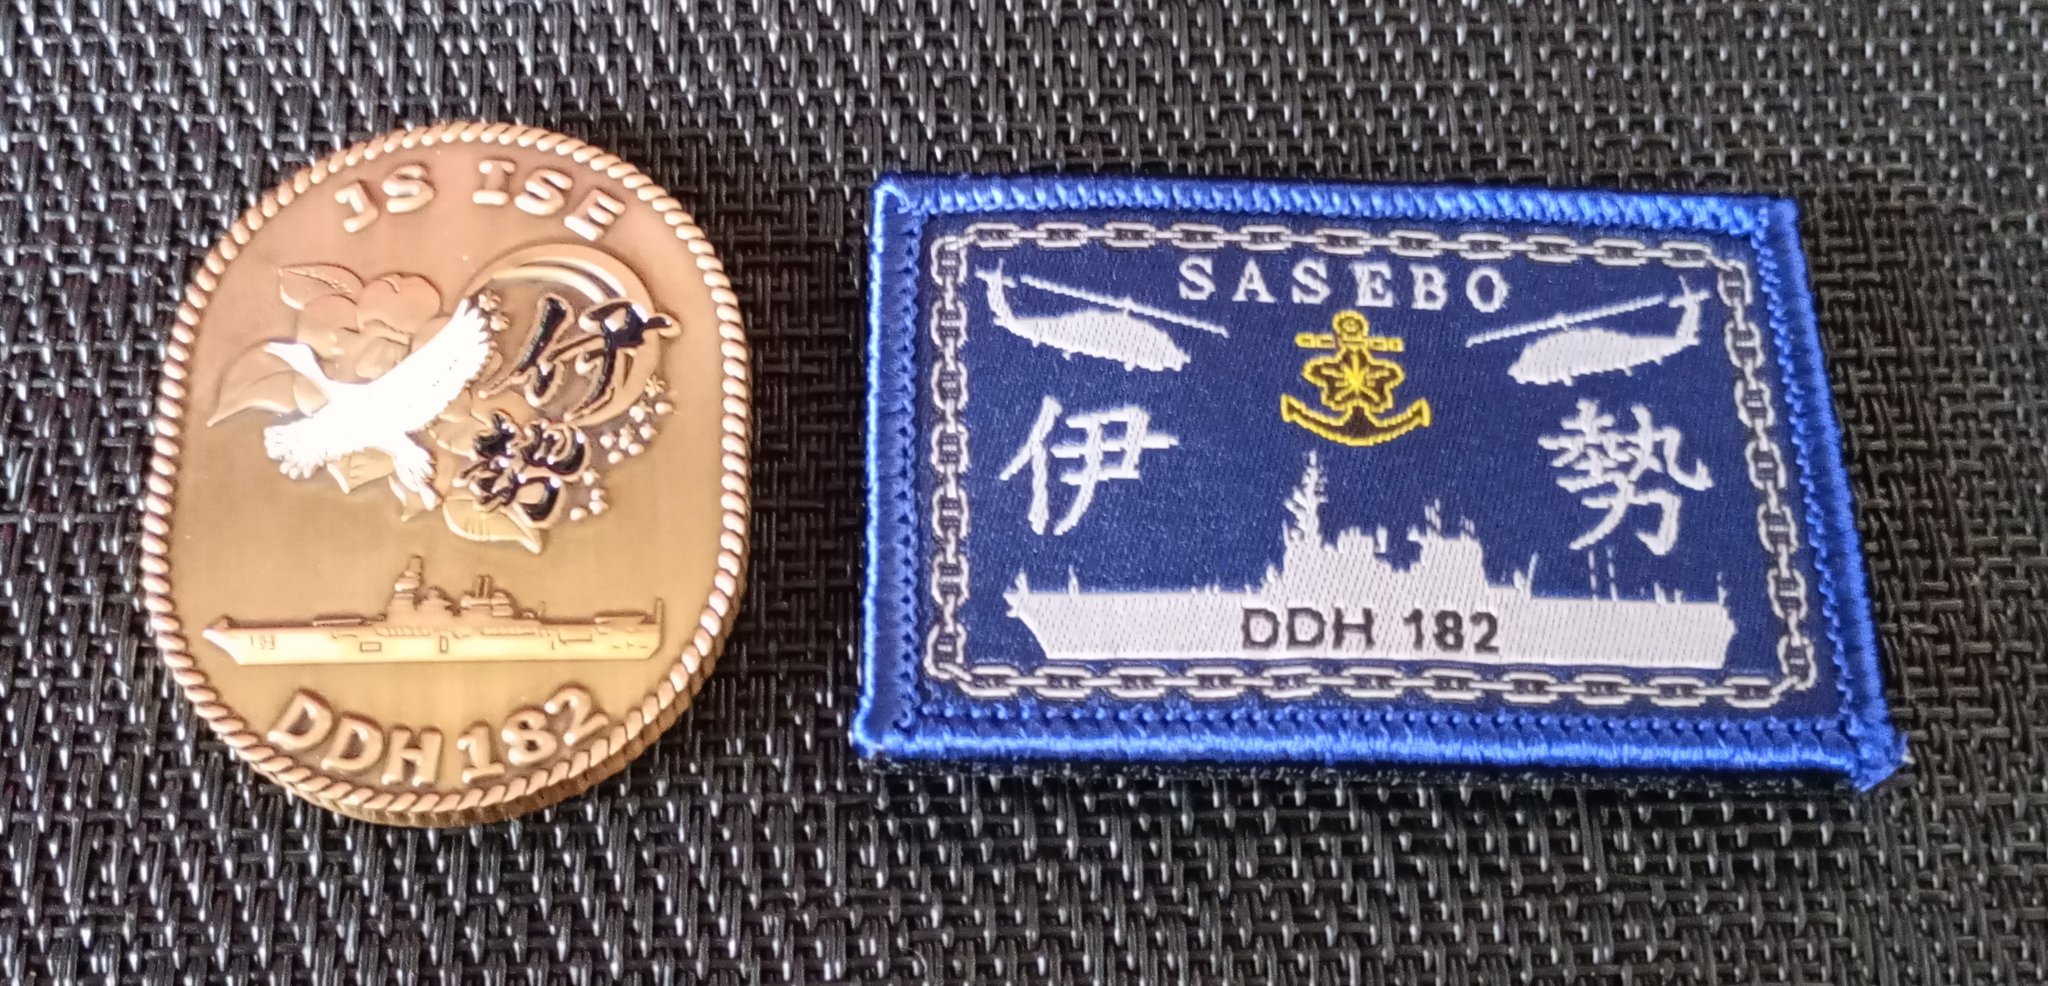 JS ISE
伊
勢
DDH 182
SASEBO
伊 勢
DDH 182